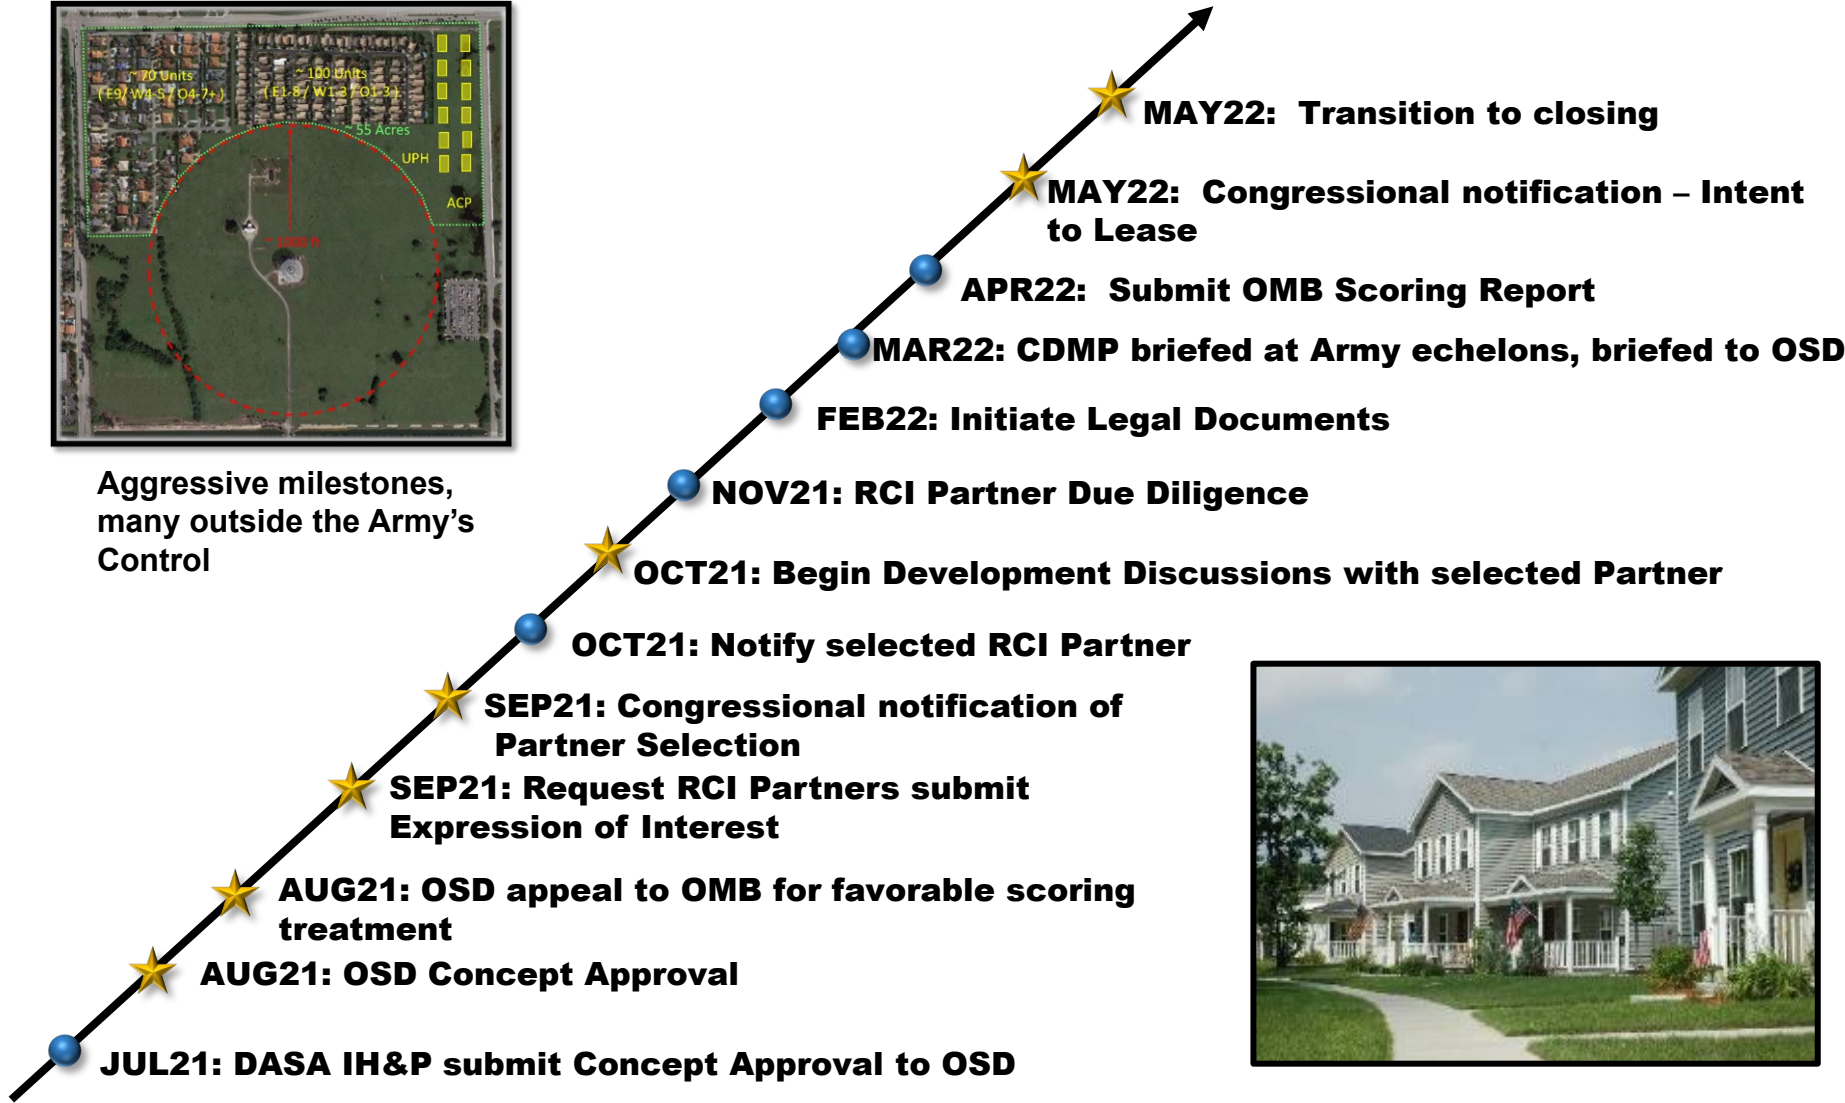 ~ 70 Units
( E9/ W4-5 / O4-7+ )
~ 100 Units
( E1-8 / W1-3 / O1-3 )
~ 55 Acres
UPH
ACP
~ 1000 ft
Aggressive milestones,
many outside the Army’s
Control
MAY22:  Transition to closing
MAY22:  Congressional notification – Intent
to Lease
APR22:  Submit OMB Scoring Report
MAR22: CDMP briefed at Army echelons, briefed to OSD
FEB22: Initiate Legal Documents
NOV21: RCI Partner Due Diligence
OCT21: Begin Development Discussions with selected Partner
OCT21: Notify selected RCI Partner
SEP21: Congressional notification of
Partner Selection
SEP21: Request RCI Partners submit
Expression of Interest
AUG21: OSD appeal to OMB for favorable scoring
treatment
AUG21: OSD Concept Approval
JUL21: DASA IH&P submit Concept Approval to OSD